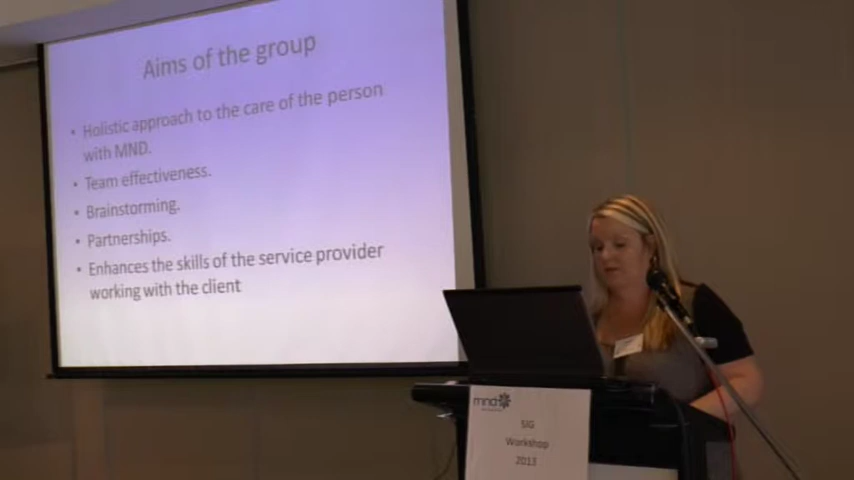 Aims of the group
• Holistic approach to the care of the person
with MND.
• Team effectiveness.
• Brainstorming.
• Partnerships.
• Enhances the skills of the service provider
working with the client
mnd
SIG
Workshop
2013